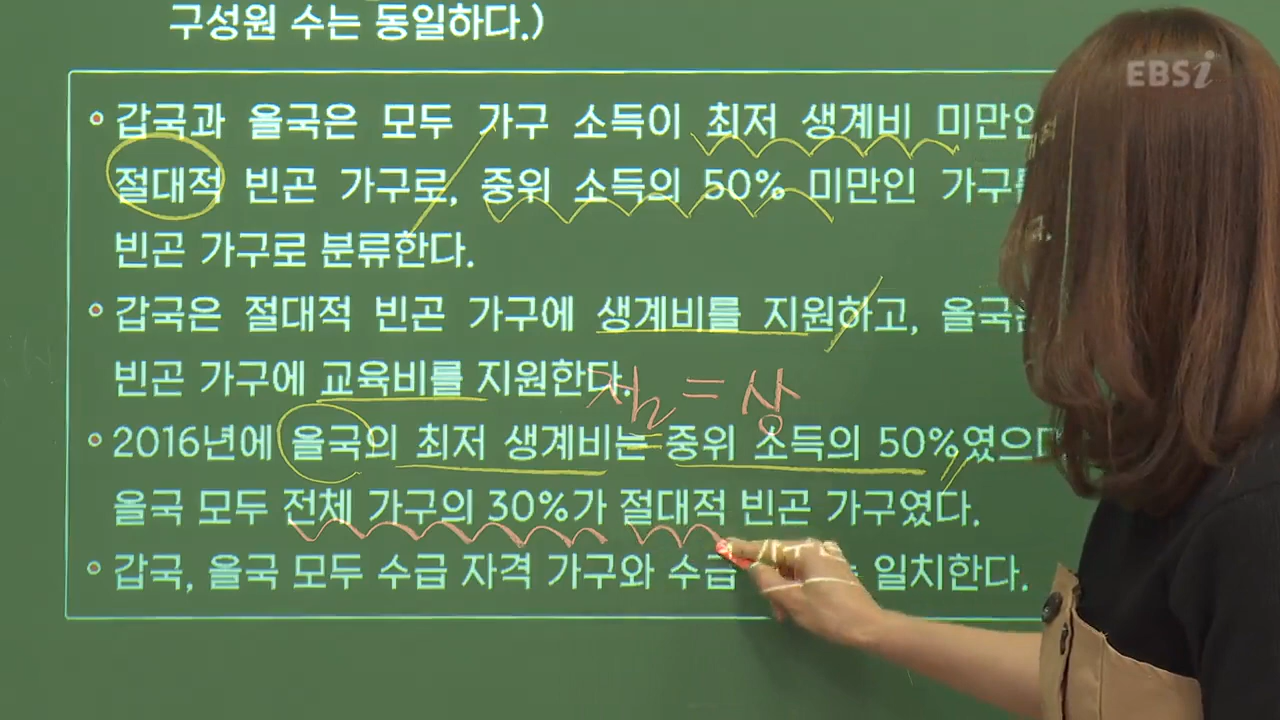 구성원 수는 동일하다.)
EBSi
• 갑국과 을국은 모두 가구 소득이 최저 생계비 미만인
절대적 빈곤 가구로, 중위 소득의 50% 미만인 가구를
빈곤 가구로 분류한다.
• 갑국은 절대적 빈곤 가구에 생계비를 지원하고, 을국은
빈곤 가구에 교육비를 지원한다.
절 = 상
• 2016년에 을국의 최저 생계비는 중위 소득의 50%였으며
을국 모두 전체 가구의 30%가 절대적 빈곤 가구였다.
• 갑국, 을국 모두 수급 자격 가구와 수급 일치한다.